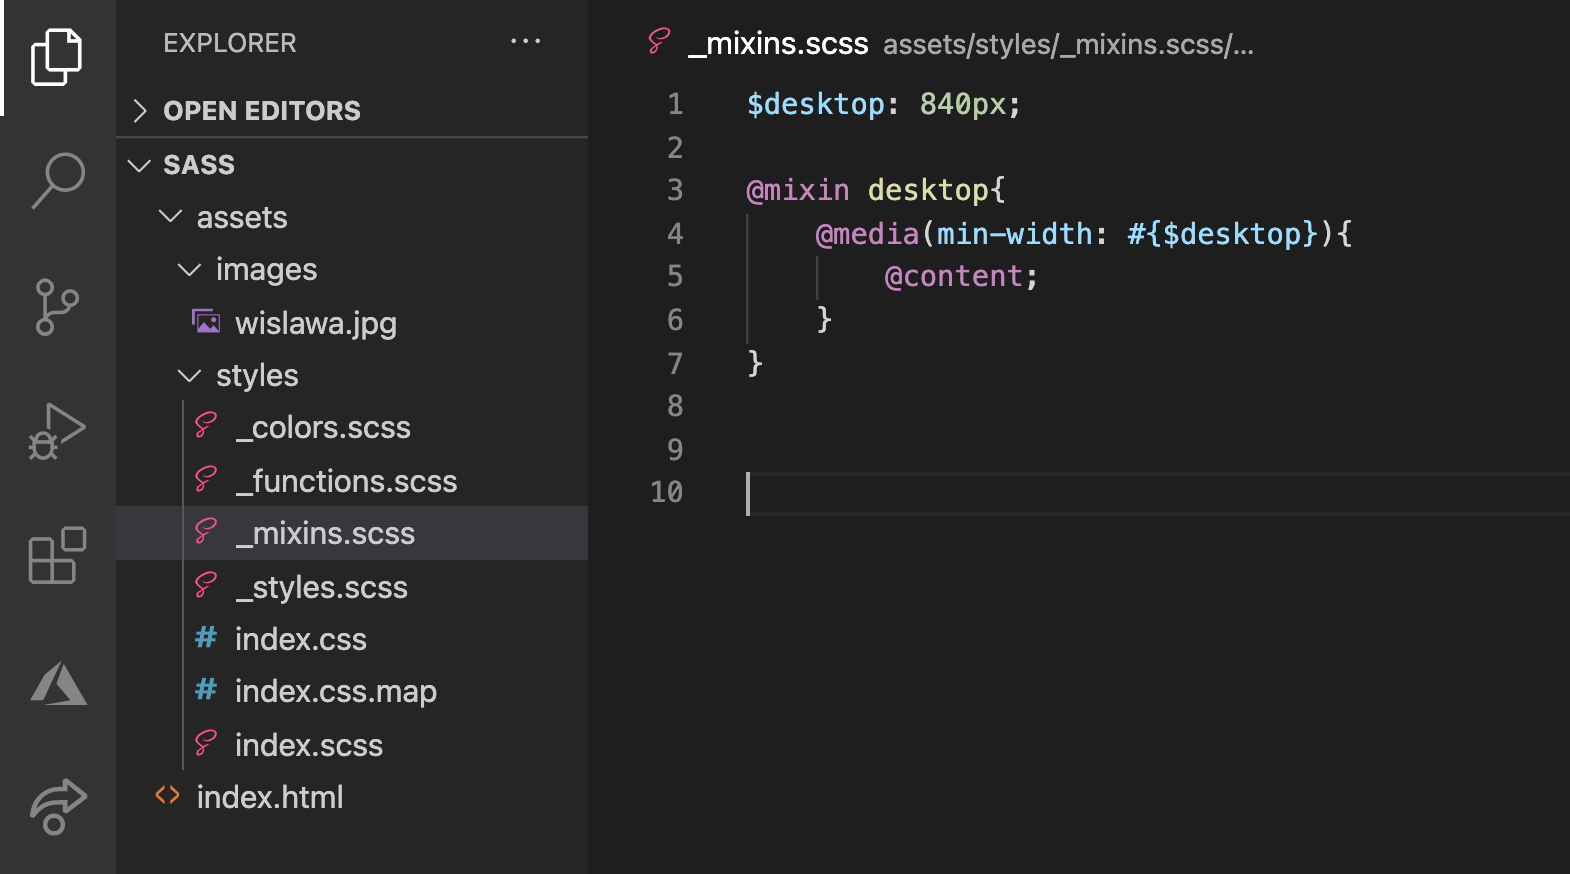 EXPLORER ...
OPEN EDITORS
SASS
assets
images
wislawa.jpg
styles
_colors.scss
_functions.scss
_mixins.scss
_styles.scss
# index.css
# index.css.map
index.scss
<> index.html
_mixins.scss assets/styles/_mixins.scss/...
1 $desktop: 840px;
2
3 @mixin desktop{
4     @media(min-width: #{$desktop}){
5         @content;
6     }
7 }
8
9
10